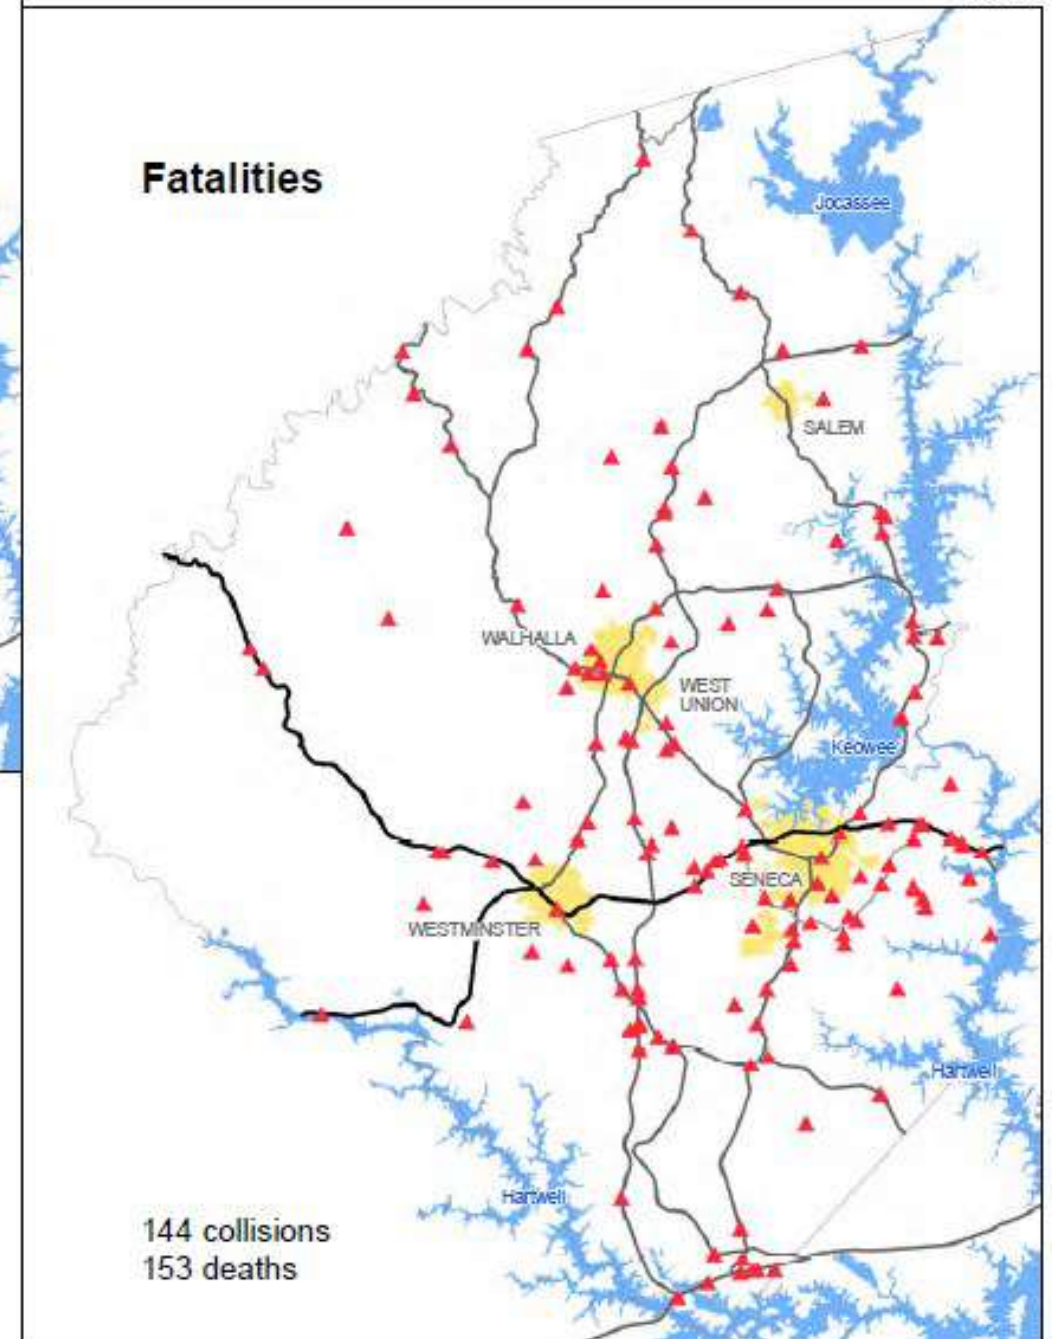 Fatalities
Jocassee
SALEM
WALHALLA
WEST
UNION
Keowee
SENECA
WESTMINSTER
Hartwell
Hartwell
144 collisions
153 deaths